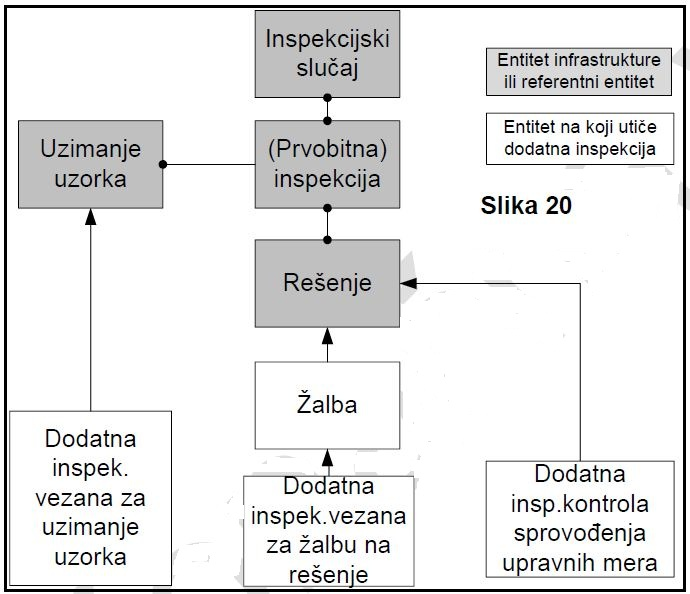 Inspekcijski
slučaj
Entitet infrastrukture
ili referentni entitet
Uzimanje
uzorka
(Prvobitna)
inspekcija
Entitet na koji utiče
dodatna inspekcija
Slika 20
Rešenje
Žalba
Dodatna
inspek.
vezana za
uzimanje
uzorka
Dodatna
inspek.vezana
za žalbu na
rešenje
Dodatna
insp.kontrola
sprovođenja
upravnih mera